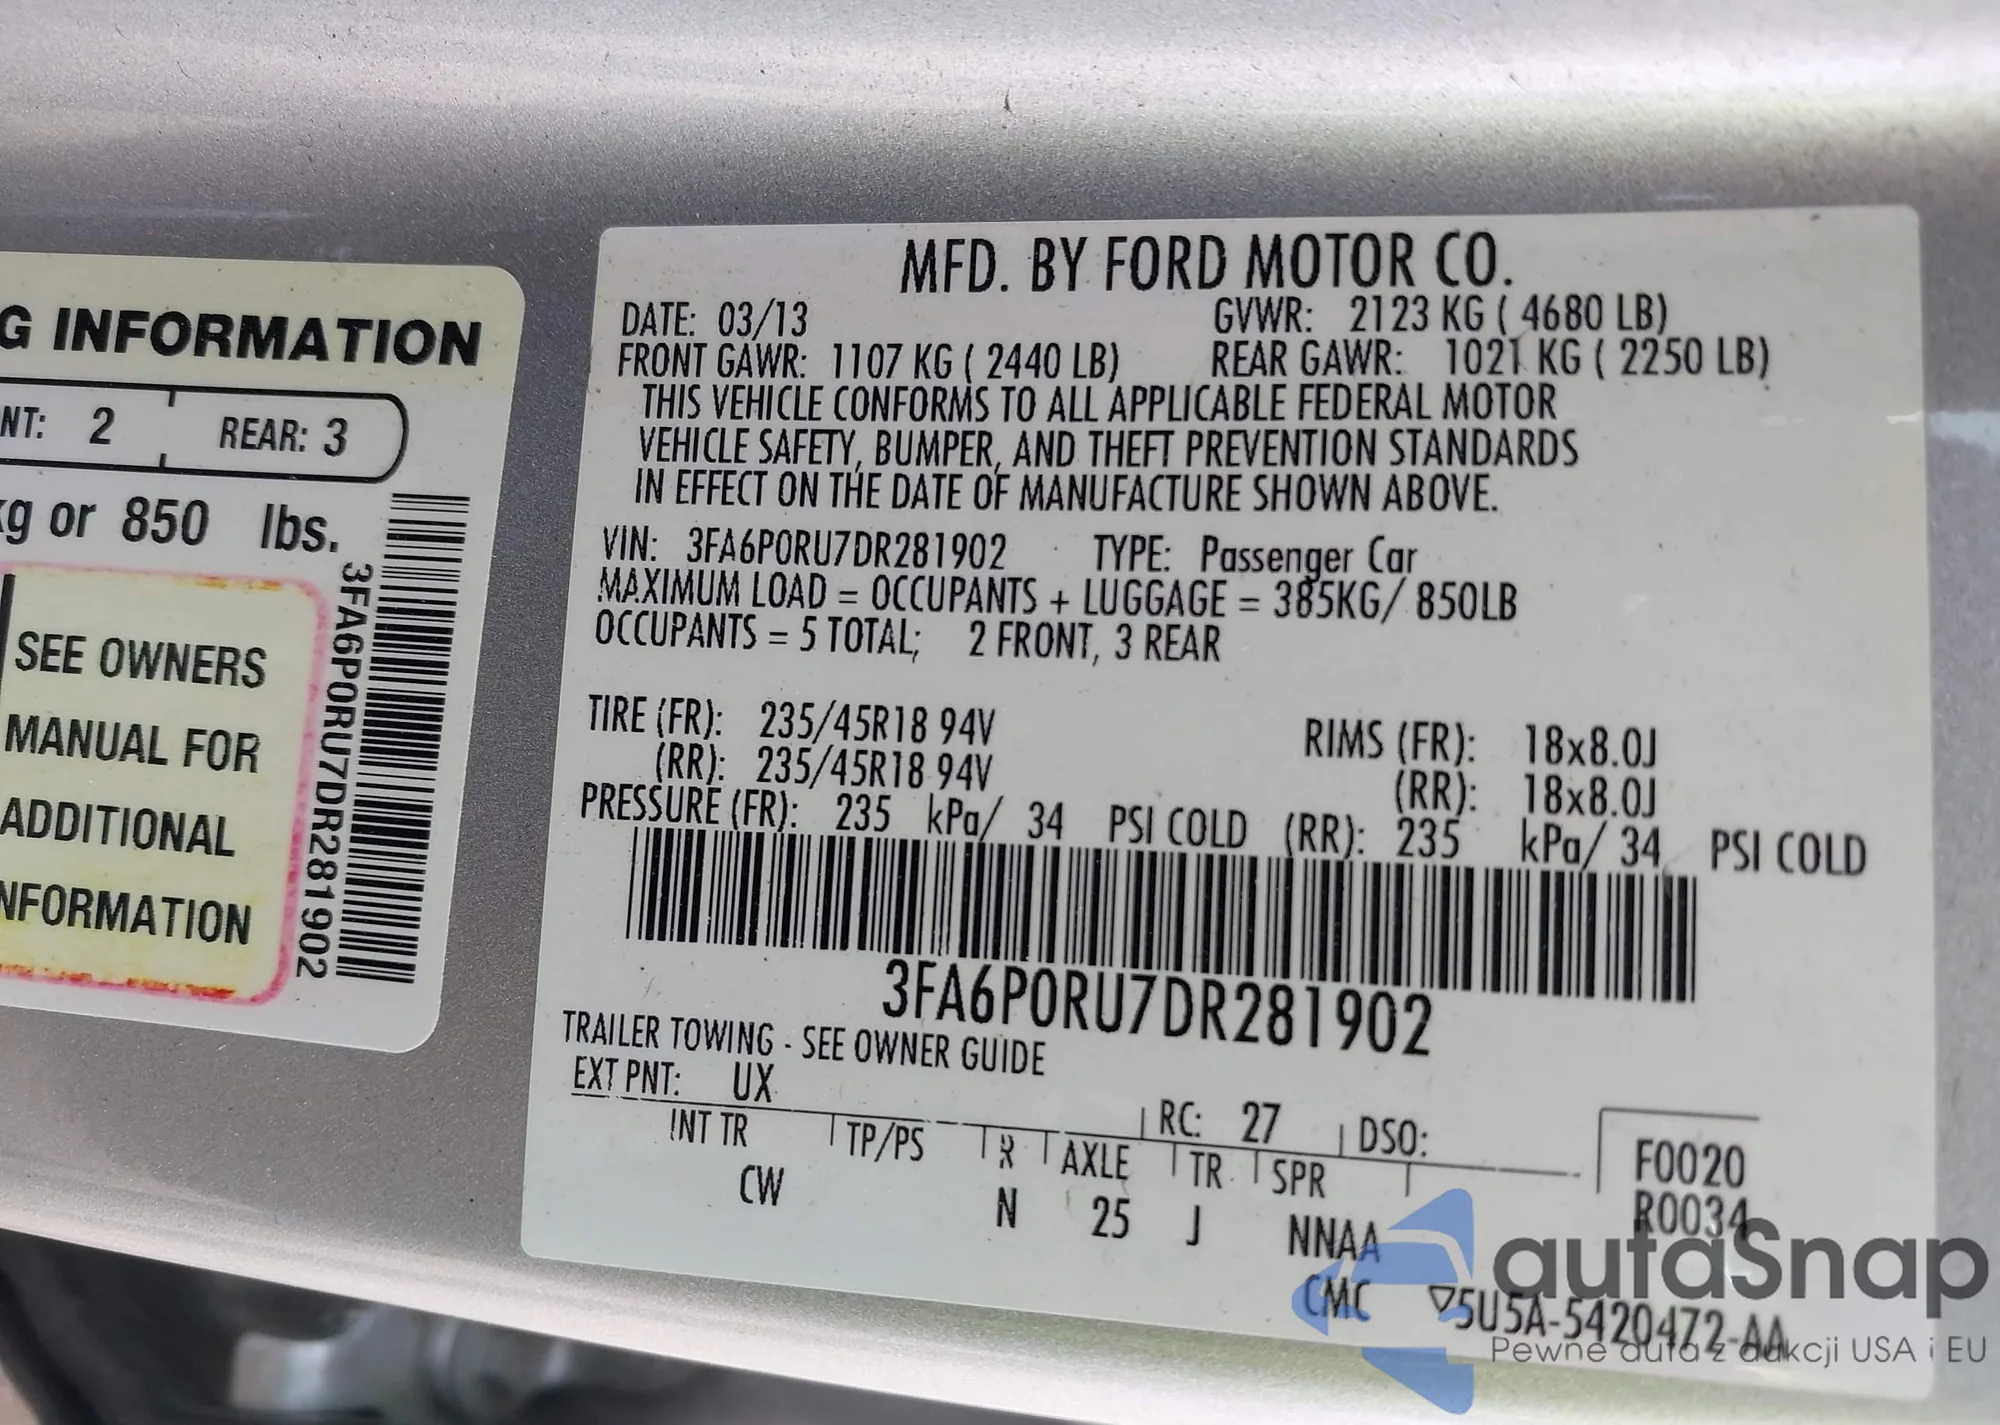 G INFORMATION
NT: 2 REAR: 3
kg or 850 lbs.
SEE OWNERS
MANUAL FOR
ADDITIONAL
NFORMATION
3FA6P0RU7DR281902
MFD. BY FORD MOTOR CO.
DATE: 03/13 GVWR: 2123 KG ( 4680 LB)
FRONT GAWR: 1107 KG ( 2440 LB) REAR GAWR: 1021 KG ( 2250 LB)
THIS VEHICLE CONFORMS TO ALL APPLICABLE FEDERAL MOTOR
VEHICLE SAFETY, BUMPER, AND THEFT PREVENTION STANDARDS
IN EFFECT ON THE DATE OF MANUFACTURE SHOWN ABOVE.
VIN: 3FA6P0RU7DR281902 TYPE: Passenger Car
MAXIMUM LOAD = OCCUPANTS + LUGGAGE = 385KG/ 850LB
OCCUPANTS = 5 TOTAL; 2 FRONT, 3 REAR
TIRE (FR): 235/45R18 94V RIMS (FR): 18x8.0J
(RR): 235/45R18 94V (RR): 18x8.0J
PRESSURE (FR): 235 kPa/ 34 PSI COLD (RR): 235 kPa/ 34 PSI COLD
3FA6P0RU7DR281902
TRAILER TOWING - SEE OWNER GUIDE
EXT PNT: UX RC: 27 DSO:
INT TR TP/PS R AXLE TR SPR
CW N 25 J NNAA
F0020
R0034
CMC ▽5U5A-5420472-AA
autaSnap
Pewne auta z aukcji USA i EU